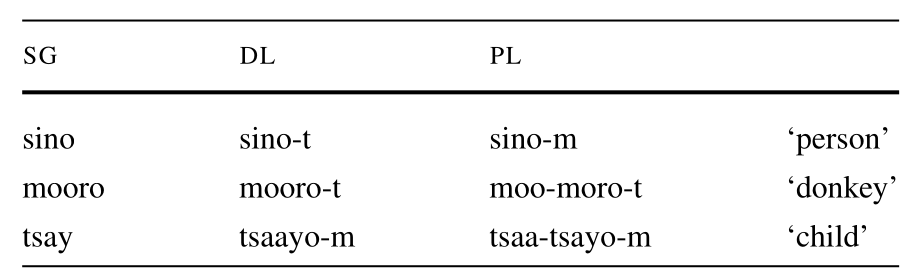 SG DL PL
sino sino-t sino-m ‘person’
mooro mooro-t moo-moro-t ‘donkey’
tsay tsaayo-m tsaa-tsayo-m ‘child’